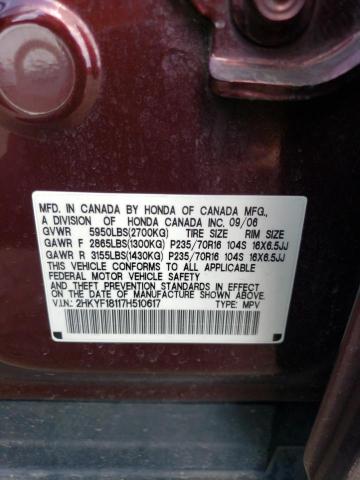 MFD. IN CANADA BY HONDA OF CANADA MFG.,
A DIVISION OF HONDA CANADA INC. 09/06
GVWR 5950LBS(2700KG) TIRE SIZE RIM SIZE
GAWR F 2865LBS(1300KG) P235/70R16 104S 16X6.5JJ
GAWR R 3155LBS(1430KG) P235/70R16 104S 16X6.5JJ
THIS VEHICLE CONFORMS TO ALL APPLICABLE
FEDERAL MOTOR VEHICLE SAFETY AND THEFT
PREVENTION STANDARDS IN EFFECT ON THE DATE
OF MANUFACTURE SHOWN ABOVE.
V.I.N.: 2HKYF18117H510617 TYPE: MPV